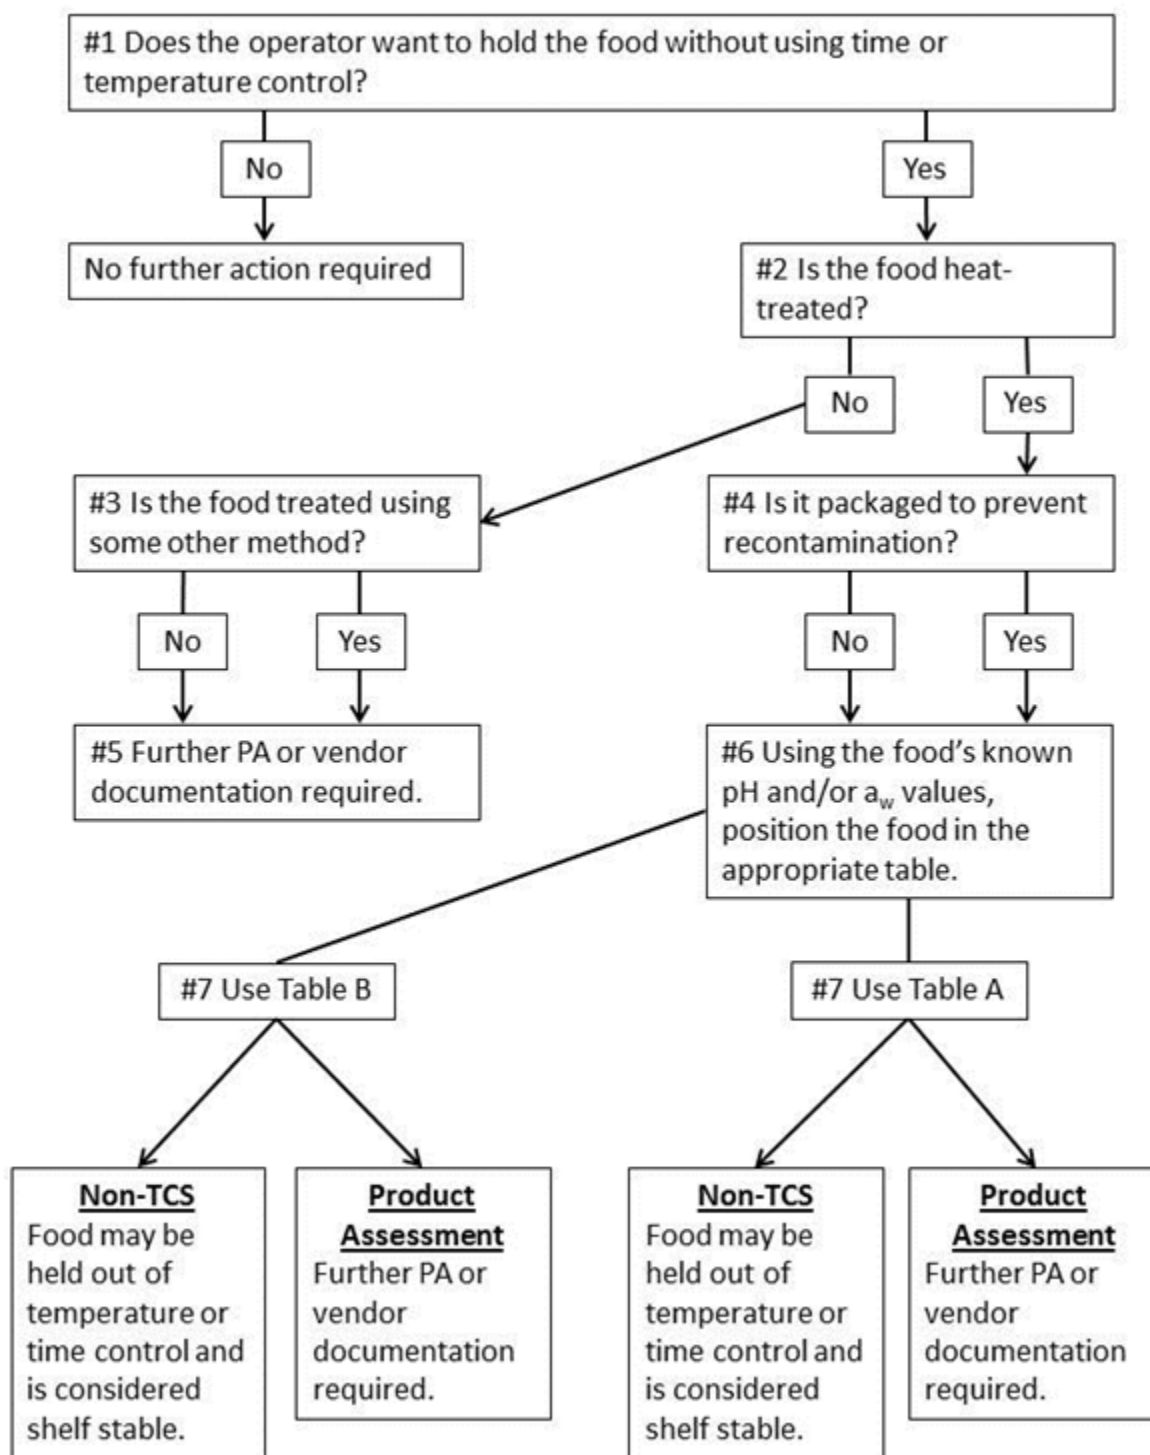 #1 Does the operator want to hold the food without using time or
temperature control?
No
Yes
No further action required
#2 Is the food heat-
treated?
No
Yes
#3 Is the food treated using
some other method?
#4 Is it packaged to prevent
recontamination?
No
Yes
No
Yes
#5 Further PA or vendor
documentation required.
#6 Using the food's known
pH and/or aw values,
position the food in the
appropriate table.
#7 Use Table B
#7 Use Table A
Non-TCS
Food may be
held out of
temperature or
time control and
is considered
shelf stable.
Product
Assessment
Further PA or
vendor
documentation
required.
Non-TCS
Food may be
held out of
temperature or
time control and
is considered
shelf stable.
Product
Assessment
Further PA or
vendor
documentation
required.